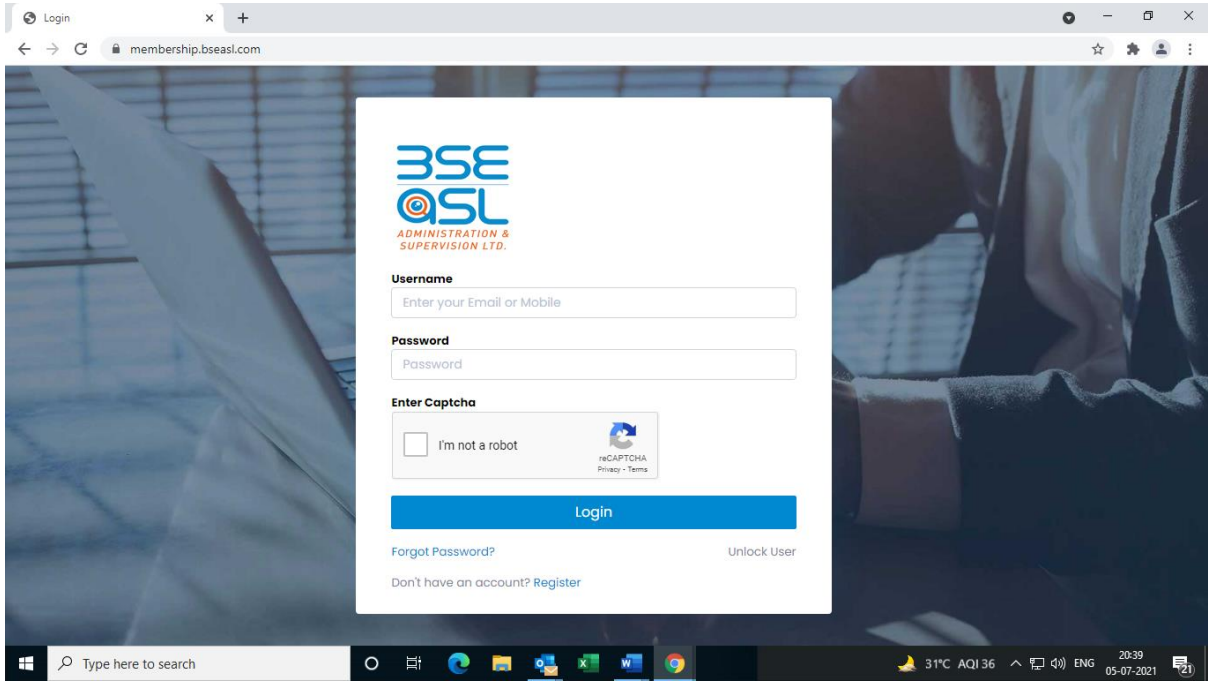 Login
membership.bseasl.com
BSE
ASL
ADMINISTRATION &
SUPERVISION LTD.
Username
Enter your Email or Mobile
Password
Password
Enter Captcha
I'm not a robot
reCAPTCHA
Privacy - Terms
Login
Forgot Password? Unlock User
Don't have an account? Register
Type here to search
31°C AQI 36 ENG 20:39
05-07-2021
21